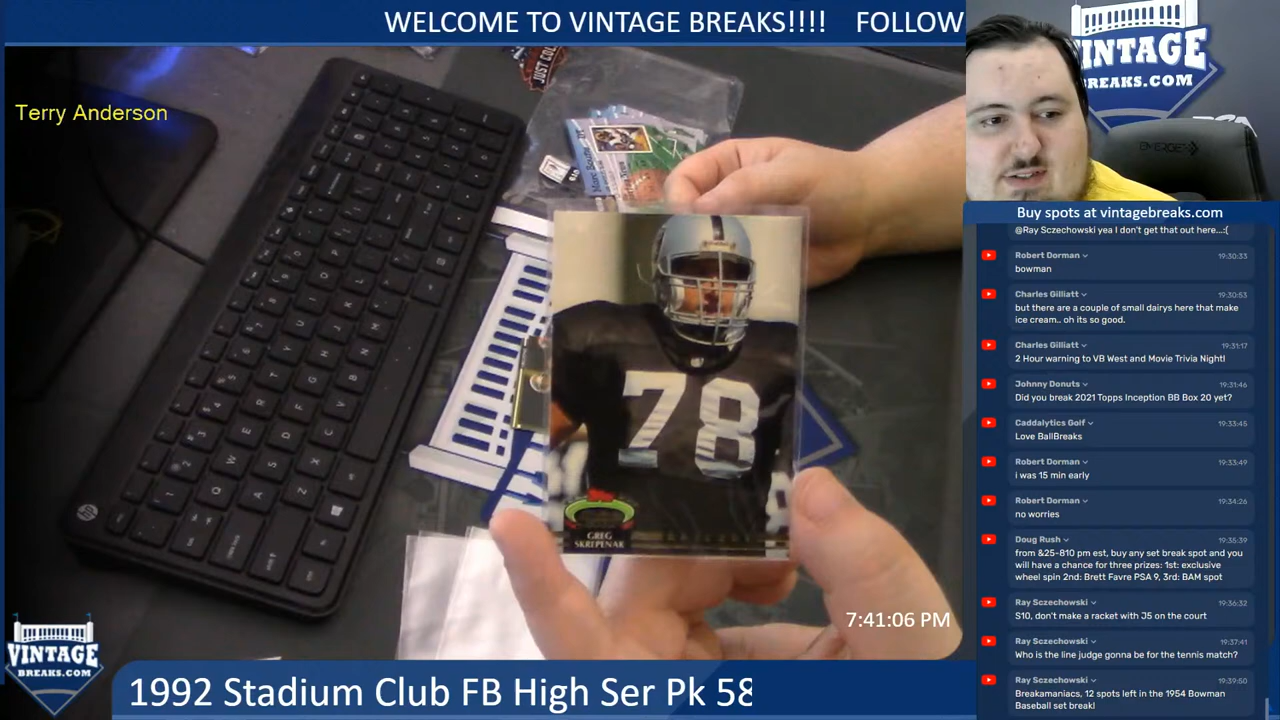 WELCOME TO VINTAGE BREAKS!!!! FOLLOW
Terry Anderson
JUST COL
78
GREG
SKREPENAK
7:41:06 PM
VINTAGE
BREAKS.COM
1992 Stadium Club FB High Ser Pk 58
VINTAGE
BREAKS.COM
Buy spots at vintagebreaks.com
@Ray Sczechowski yea I don't get that out here...:(
Robert Dorman 19:30:33
bowman
Charles Gilliatt 19:30:53
but there are a couple of small dairys here that make
ice cream.. oh its so good.
Charles Gilliatt 19:31:17
2 Hour warning to VB West and Movie Trivia Night!
Johnny Donuts 19:31:46
Did you break 2021 Topps Inception BB Box 20 yet?
Caddalytics Golf 19:33:45
Love BallBreaks
Robert Dorman 19:33:49
i was 15 min early
Robert Dorman 19:34:26
no worries
Doug Rush 19:35:39
from &25-810 pm est, buy any set break spot and you
will have a chance for three prizes: 1st: exclusive
wheel spin 2nd: Brett Favre PSA 9, 3rd: BAM spot
Ray Sczechowski 19:36:32
S10, don't make a racket with J5 on the court
Ray Sczechowski 19:37:41
Who is the line judge gonna be for the tennis match?
Ray Sczechowski 19:39:50
Breakamaniacs, 12 spots left in the 1954 Bowman
Baseball set break!